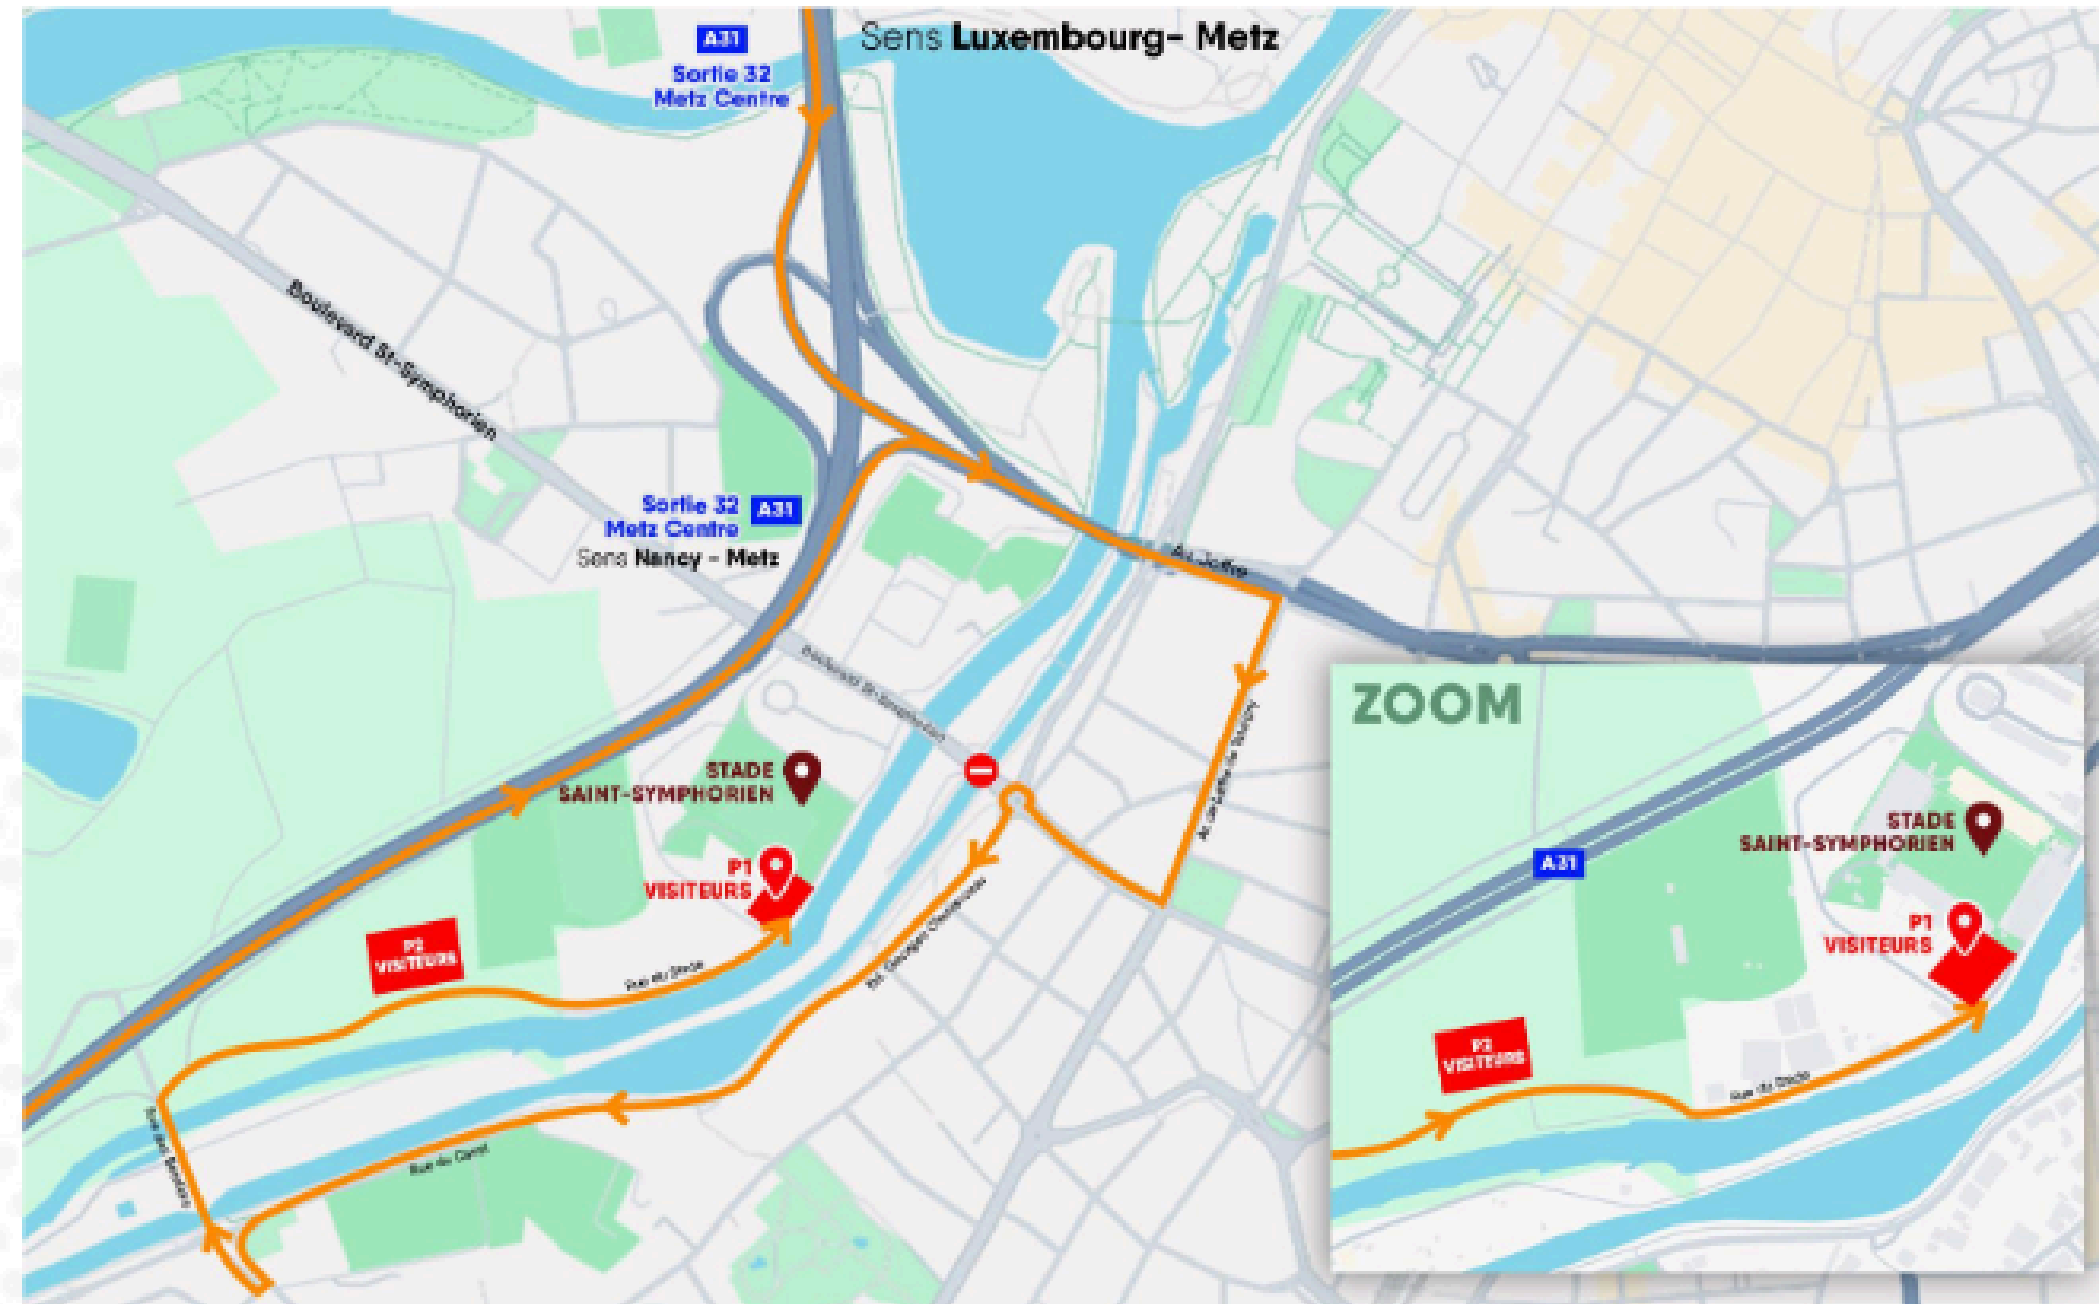 A31
Sens Luxembourg- Metz
Sortie 32
Metz Centre
Boulevard St-Symphorien
Sortie 32
A31
Metz Centre
Sens Nancy - Metz
Av. Joffre
Boulevard St-Symphorien
ZOOM
STADE
SAINT-SYMPHORIEN
P1
VISITEURS
P2
VISITEURS
Rue du Stade
Rue du Canal
STADE
SAINT-SYMPHORIEN
A31
P1
VISITEURS
P2
VISITEURS
Rue du Stade